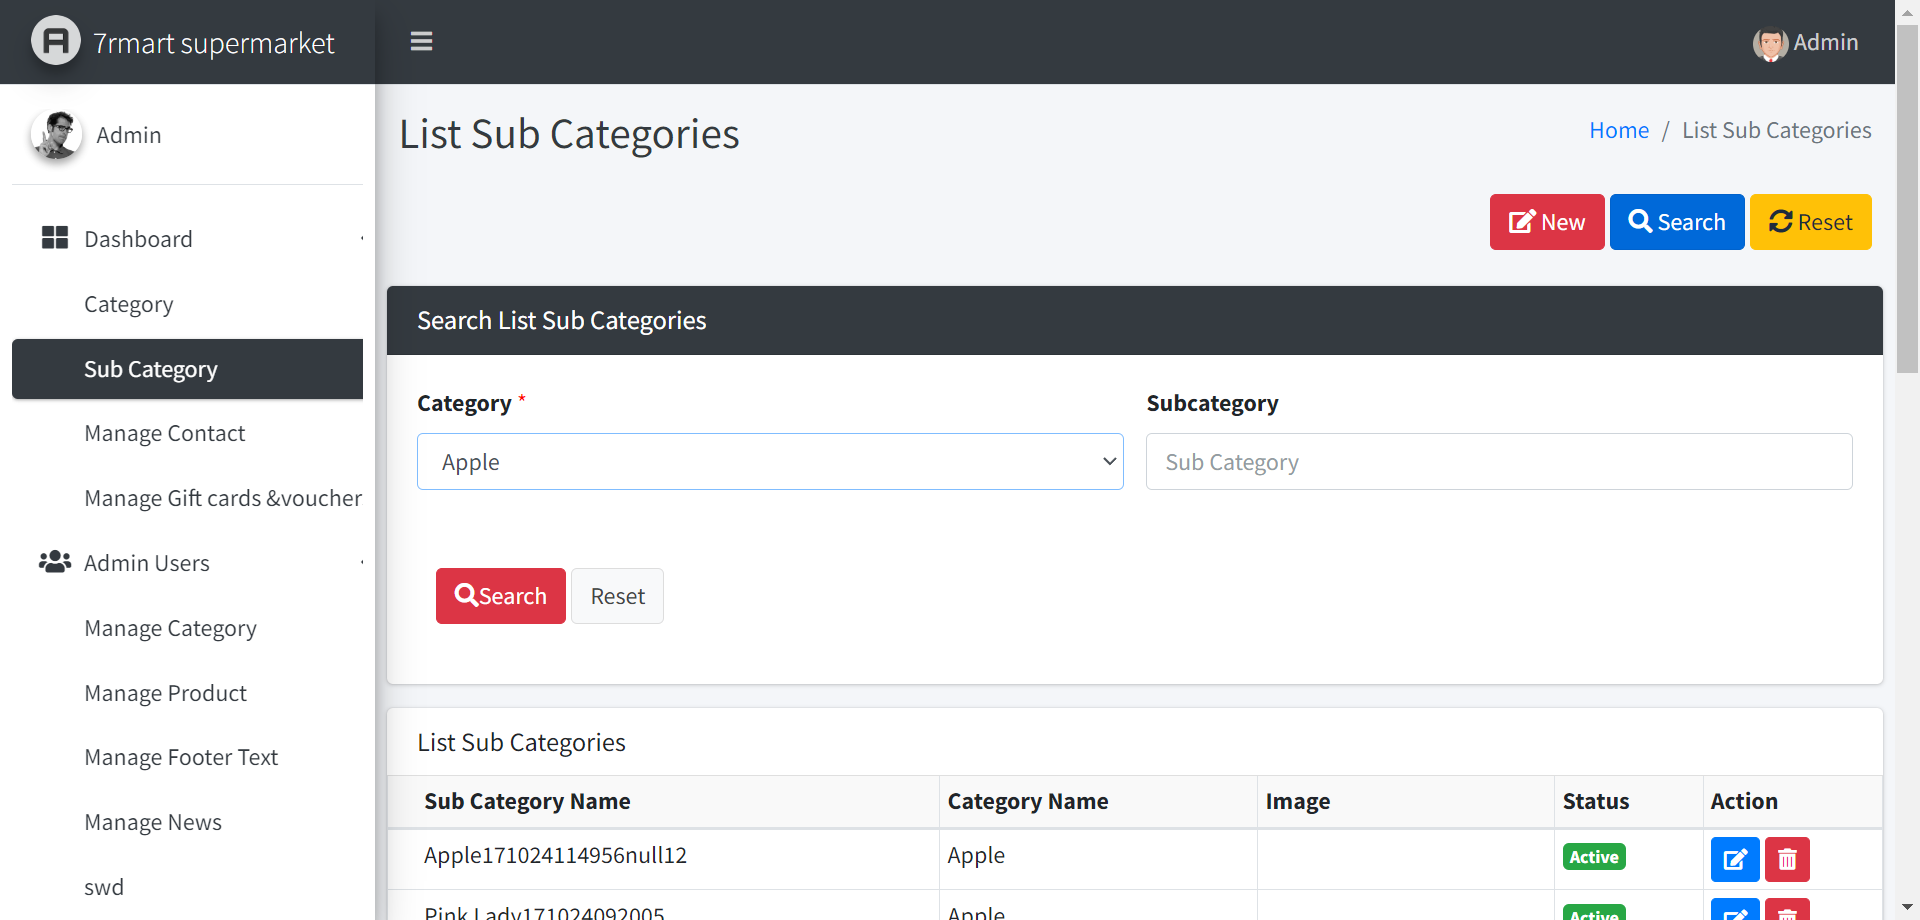 7rmart supermarket
Admin
Admin
List Sub Categories
Home / List Sub Categories
New Search Reset
Dashboard
Category
Sub Category
Manage Contact
Manage Gift cards &voucher
Admin Users
Manage Category
Manage Product
Manage Footer Text
Manage News
swd
Search List Sub Categories
Category * Subcategory
Apple Sub Category
Search Reset
List Sub Categories
Sub Category Name Category Name Image Status Action
Apple171024114956null12 Apple Active
Pink Lady171024092005 Apple Active